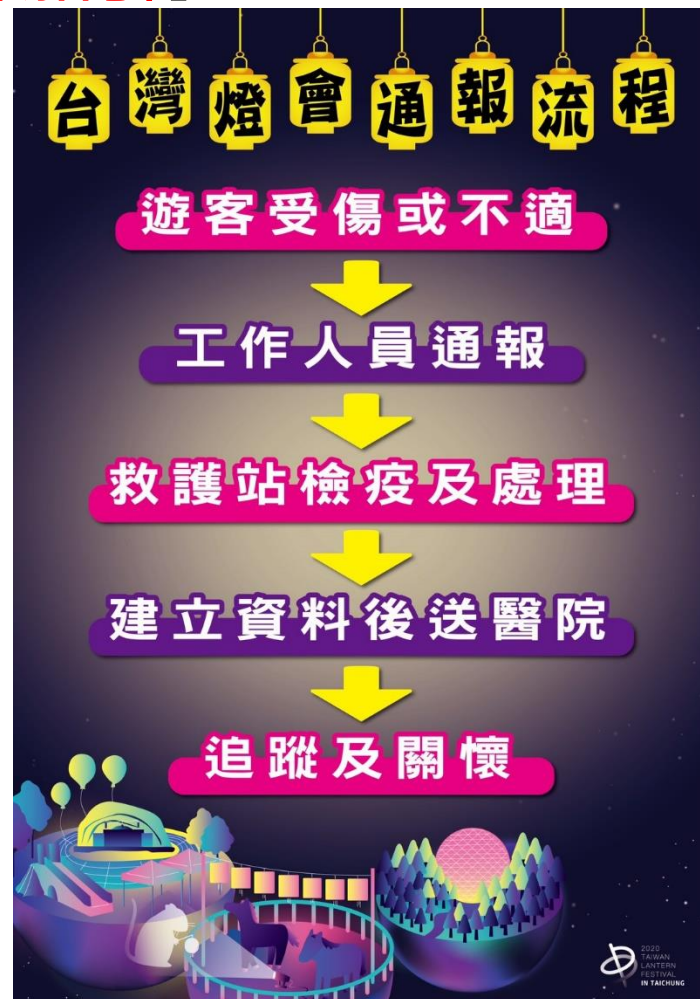 台灣燈會通報流程
遊客受傷或不適
工作人員通報
救護站檢疫及處理
建立資料後送醫院
追蹤及關懷
2020
TAIWAN
LANTERN
FESTIVAL
IN TAICHUNG